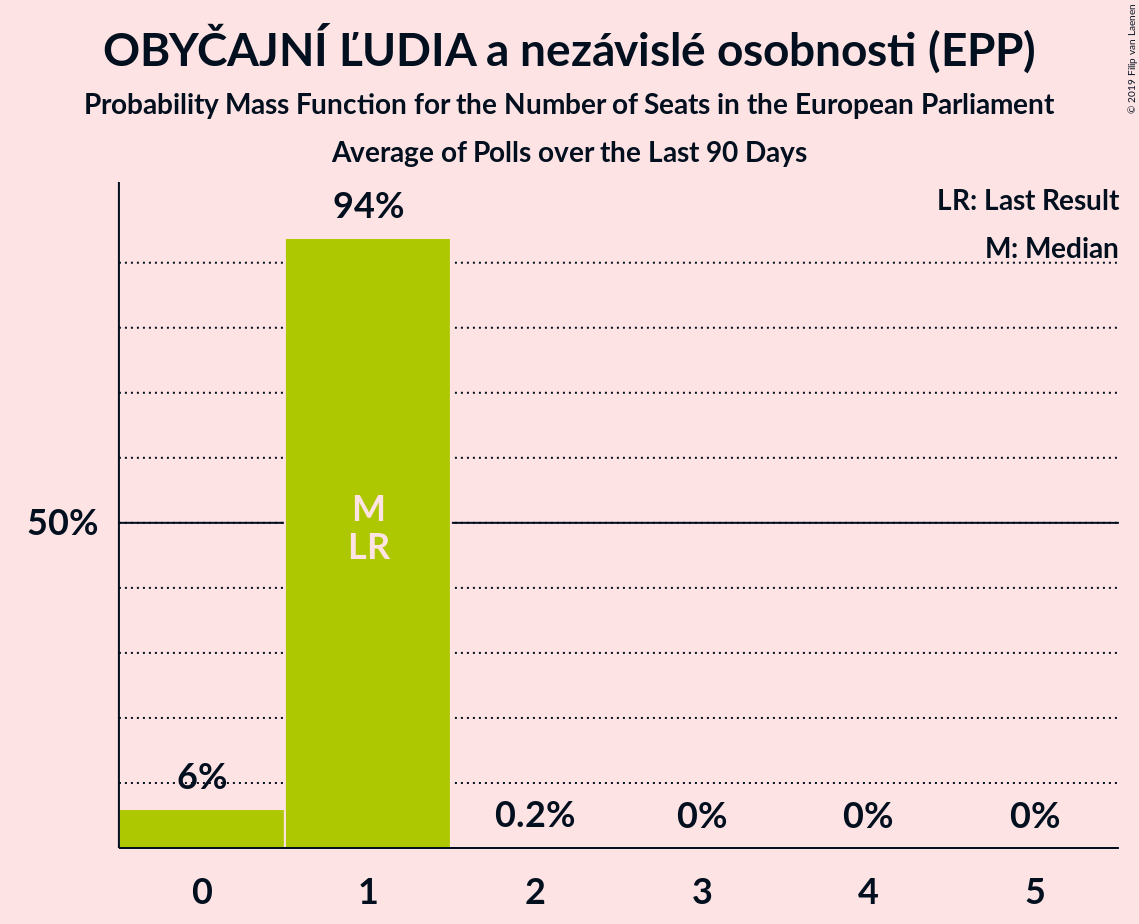 OBYČAJNÍ ĽUDIA a nezávislé osobnosti (EPP)
Probability Mass Function for the Number of Seats in the European Parliament
Average of Polls over the Last 90 Days
© 2019 Filip van Laenen
LR: Last Result
M: Median
94%
50%
M
LR
6%
0.2%
0%
0%
0%
0
1
2
3
4
5